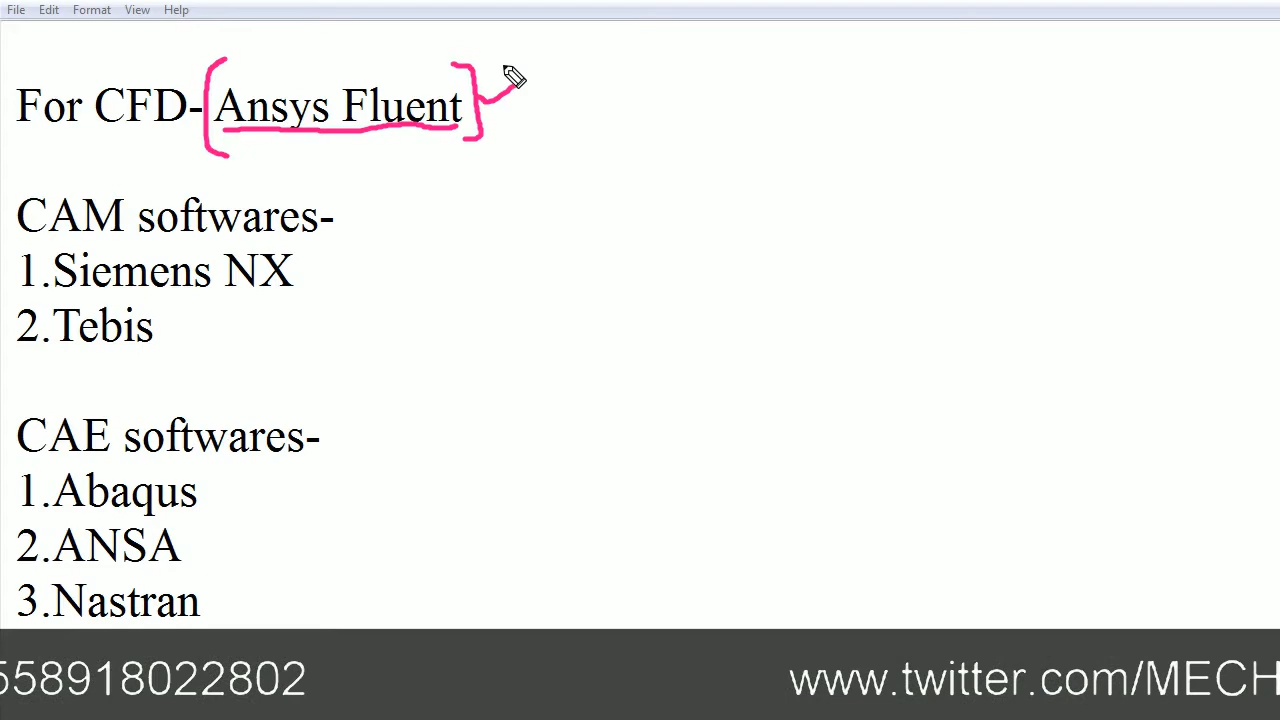 File Edit Format View Help
For CFD- Ansys Fluent
CAM softwares-
1.Siemens NX
2.Tebis
CAE softwares-
1.Abaqus
2.ANSA
3.Nastran
558918022802 www.twitter.com/MECH